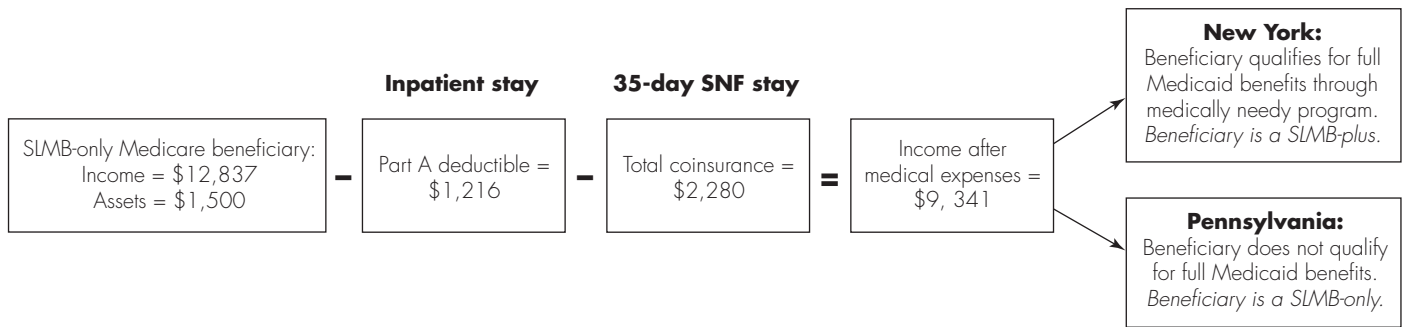 Inpatient stay
35-day SNF stay
SLMB-only Medicare beneficiary:
Income = $12,837
Assets = $1,500
–
Part A deductible =
$1,216
–
Total coinsurance =
$2,280
=
Income after
medical expenses =
$9, 341
New York:
Beneficiary qualifies for full
Medicaid benefits through
medically needy program.
Beneficiary is a SLMB-plus.
Pennsylvania:
Beneficiary does not qualify
for full Medicaid benefits.
Beneficiary is a SLMB-only.